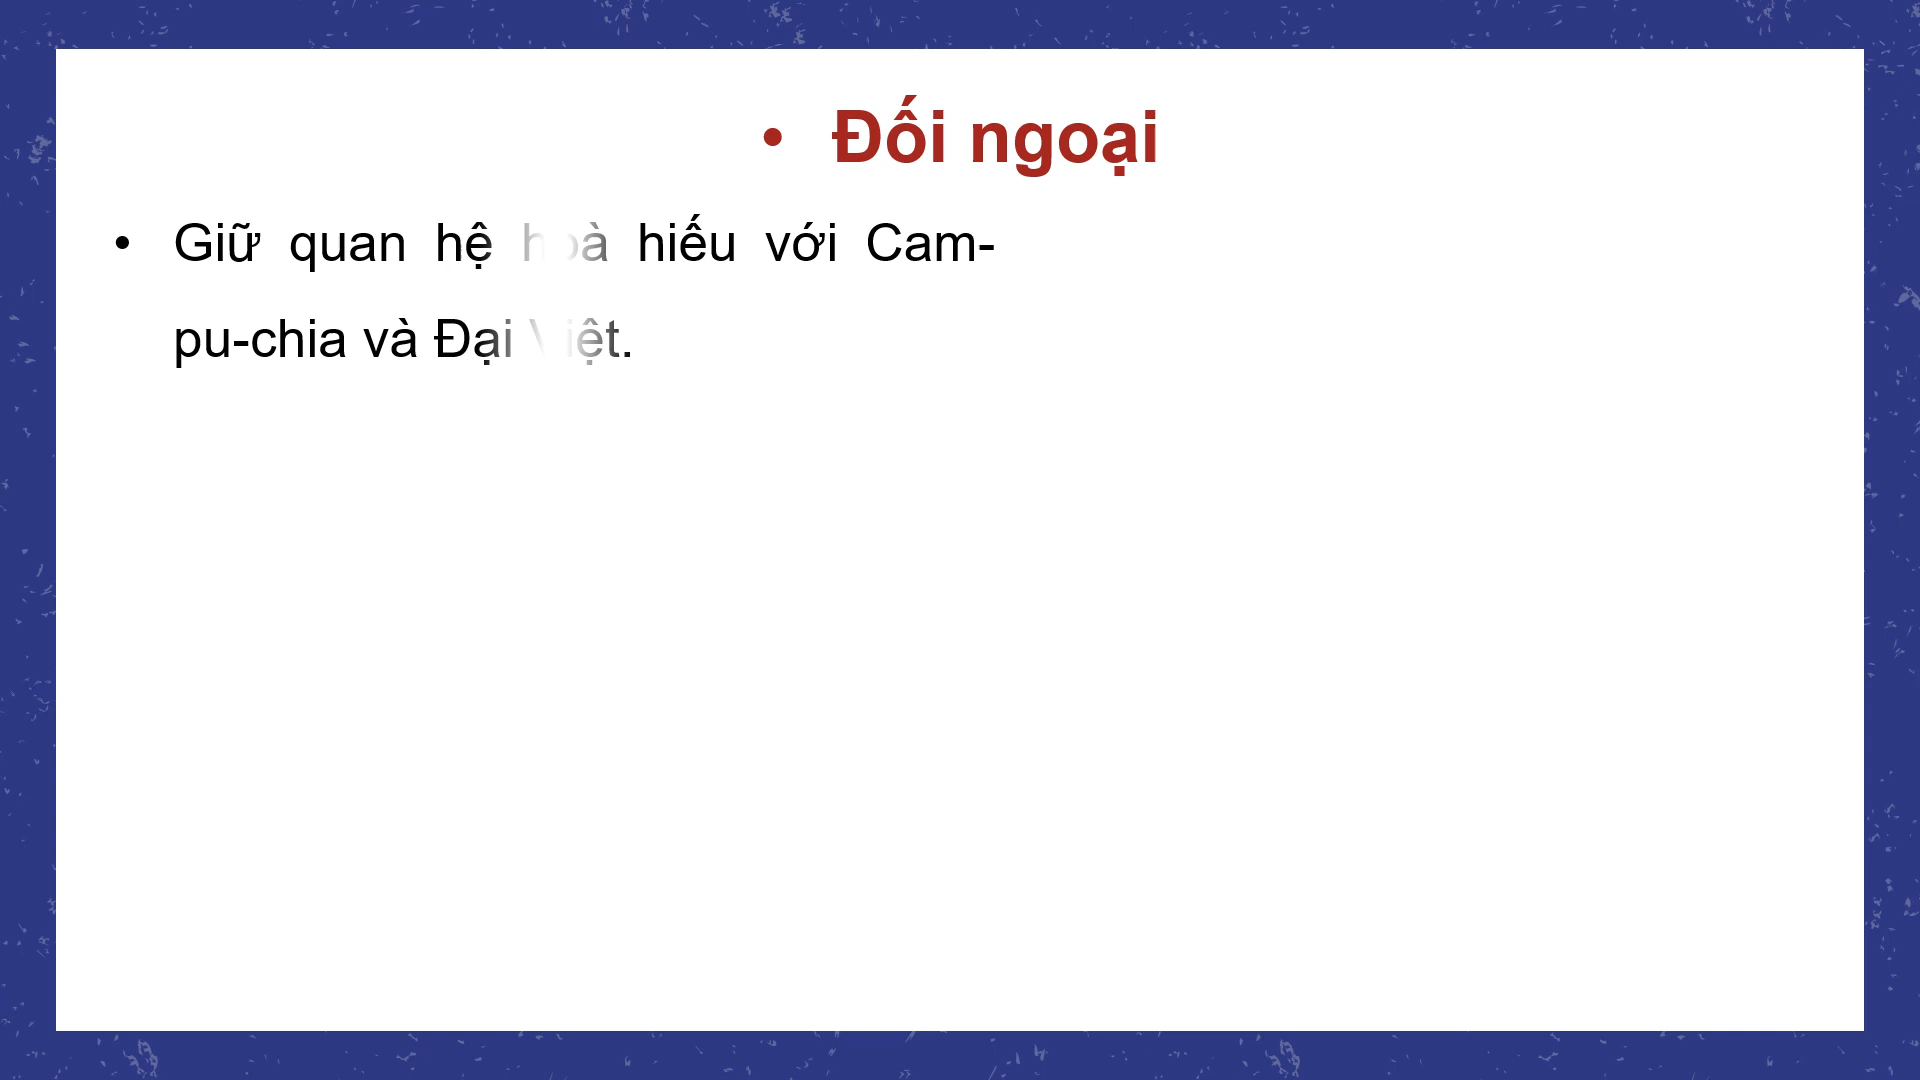 • Đối ngoại
• Giữ quan hệ hoà hiếu với Cam-
pu-chia và Đại Việt.